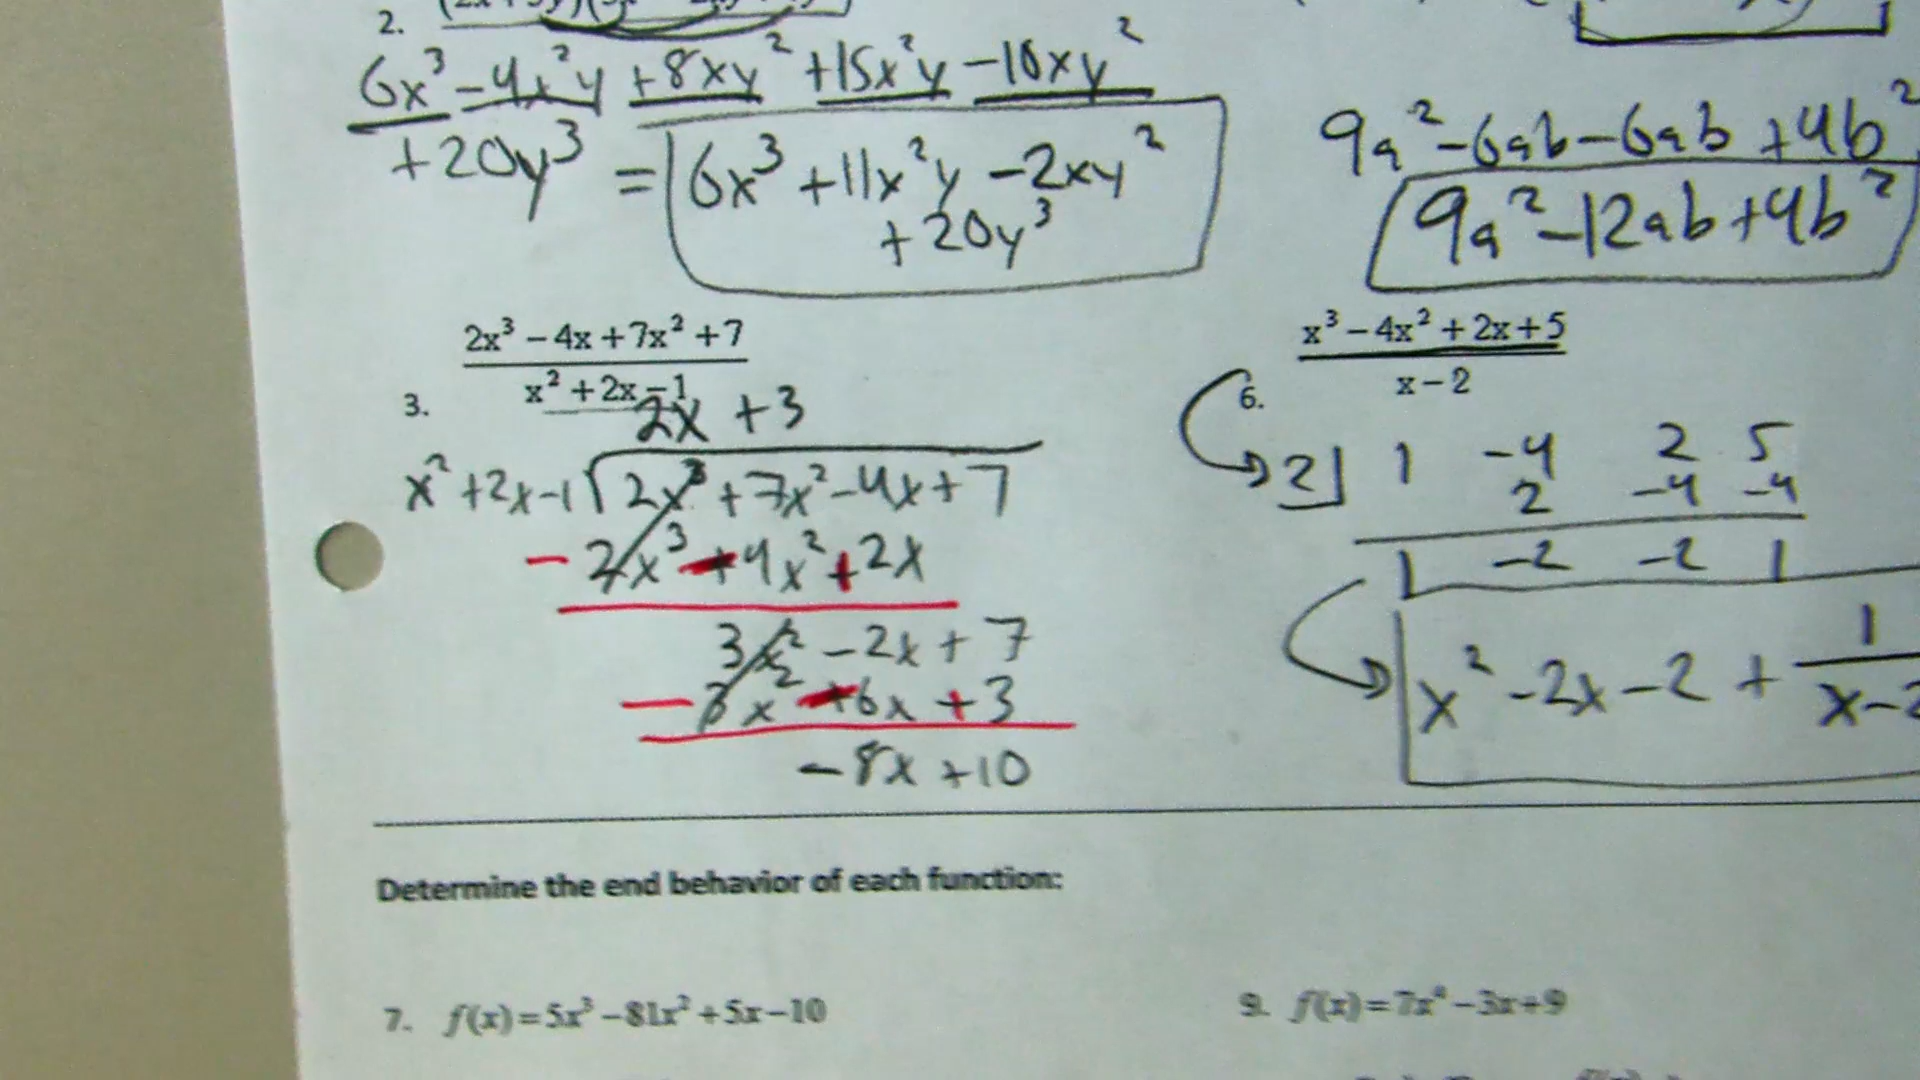 2.
6x³ -4x²y +8xy² +15x²y -10xy²
+20y³ = 6x³ +11x²y -2xy²
+20y³
2x³ – 4x + 7x² + 7
3. x² + 2x – 1
2x +3
x² +2x-1 2x³ +7x² -4x +7
- 2x³ - 4x² + 2x
3x² - 2x + 7
- 3x² - 6x + 3
-8x +10
9a² -6ab -6ab +4b²
9a² -12ab +4b²
x³ – 4x² + 2x + 5
6. x – 2
2 1 -4 2 5
2 -4 -4
1 -2 -2 1
x² -2x -2 + 1
x-2
Determine the end behavior of each function:
7. f(x) = 5x³ – 81x² + 5x – 10
9. f(x) = 7x⁴ – 3x + 9